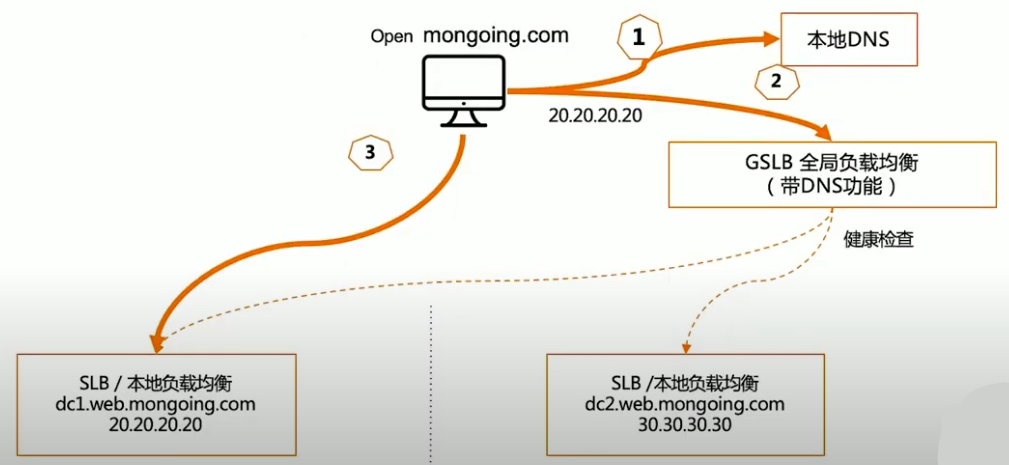 Open mongoing.com
1
本地DNS
2
20.20.20.20
3
GSLB 全局负载均衡
（带DNS功能）
健康检查
SLB / 本地负载均衡
dc1.web.mongoing.com
20.20.20.20
SLB /本地负载均衡
dc2.web.mongoing.com
30.30.30.30